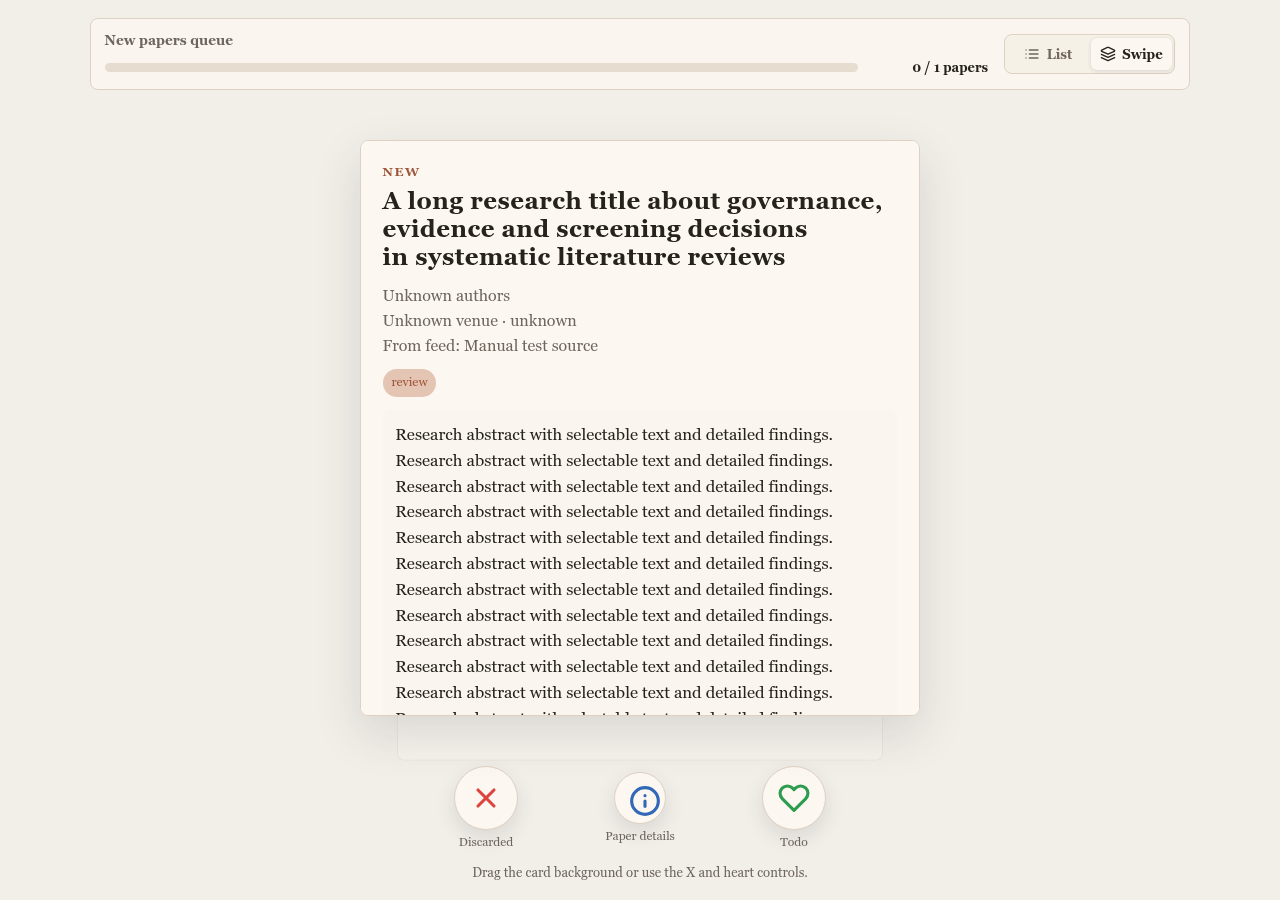 New papers queue
0 / 1 papers
List
Swipe
NEW
A long research title about governance,
evidence and screening decisions
in systematic literature reviews
Unknown authors
Unknown venue · unknown
From feed: Manual test source
review
Research abstract with selectable text and detailed findings.
Research abstract with selectable text and detailed findings.
Research abstract with selectable text and detailed findings.
Research abstract with selectable text and detailed findings.
Research abstract with selectable text and detailed findings.
Research abstract with selectable text and detailed findings.
Research abstract with selectable text and detailed findings.
Research abstract with selectable text and detailed findings.
Research abstract with selectable text and detailed findings.
Research abstract with selectable text and detailed findings.
Research abstract with selectable text and detailed findings.
Discarded
Paper details
Todo
Drag the card background or use the X and heart controls.